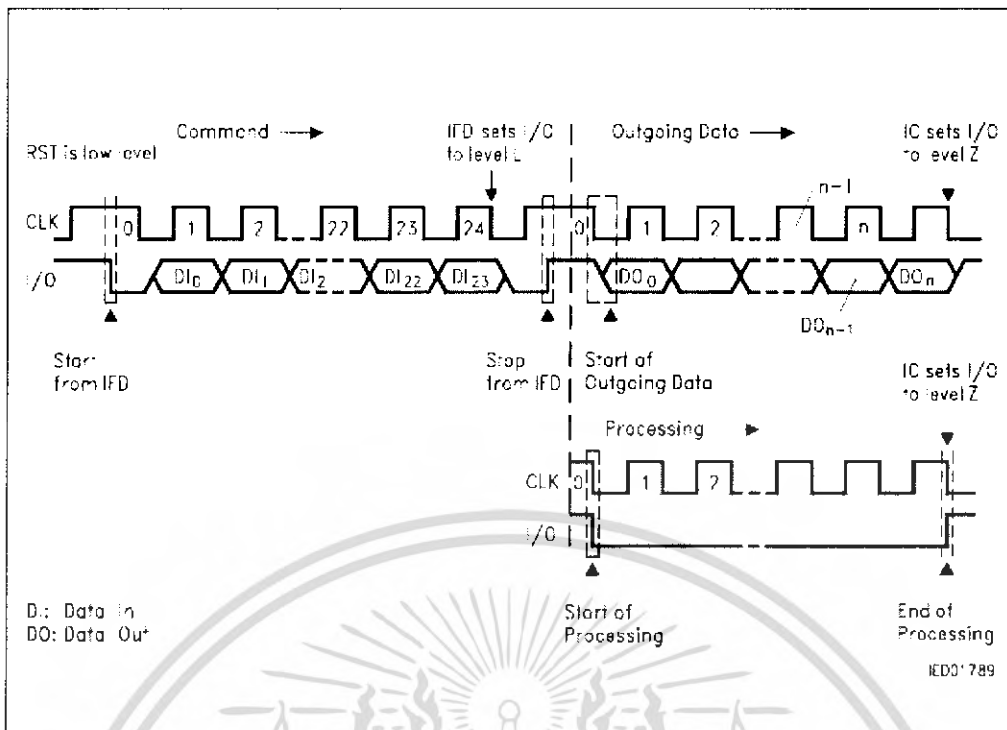 Command
IFD sets I/O
to level L
Outgoing Data
IC sets I/O
to level Z
RST is low level
n-1
CLK
0
1
2
22
23
24
0
1
2
n
I/O
DI0
DI1
DI2
DI22
DI23
DO0
DOn
DOn-1
Start
from IFD
Stop
from IFD
Start of
Outgoing Data
IC sets I/O
to level Z
Processing
CLK
0
1
2
I/O
DI: Data In
DO: Data Out
Start of
Processing
End of
Processing
IED01789